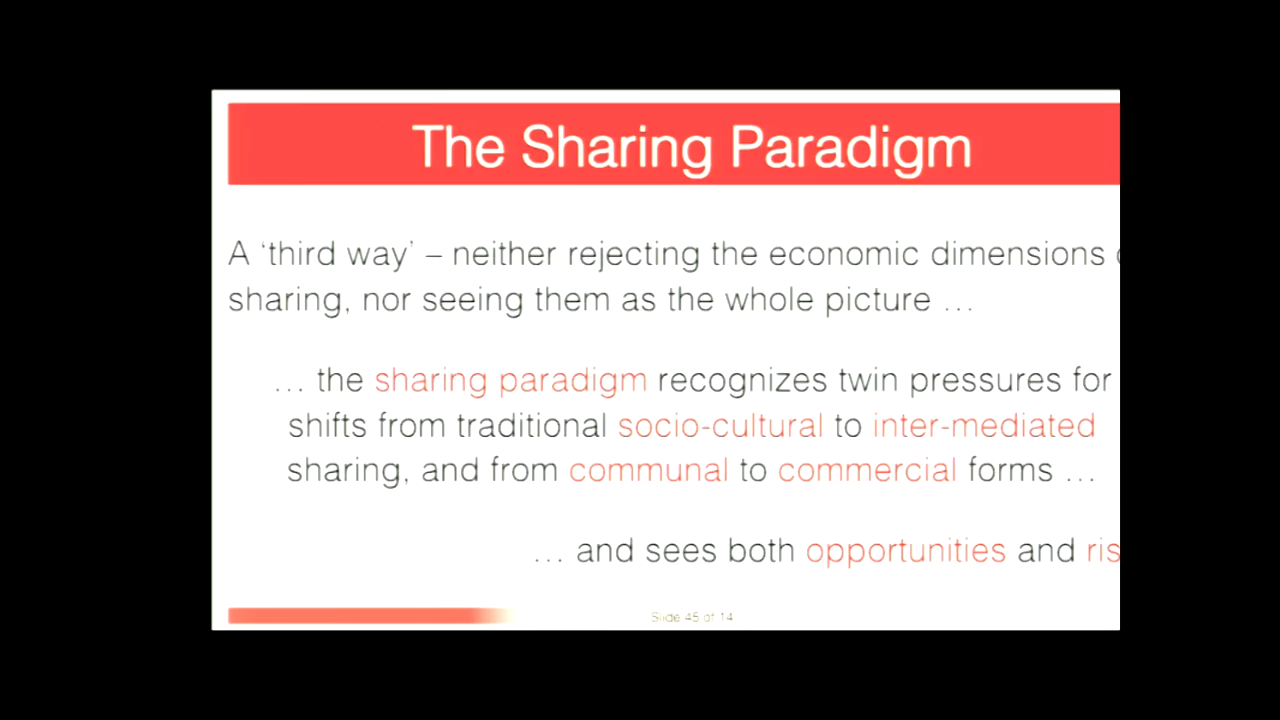 The Sharing Paradigm
A ‘third way’ – neither rejecting the economic dimensions
sharing, nor seeing them as the whole picture ...
... the sharing paradigm recognizes twin pressures for
shifts from traditional socio-cultural to inter-mediated
sharing, and from communal to commercial forms ...
... and sees both opportunities and
Slide 45 of 14